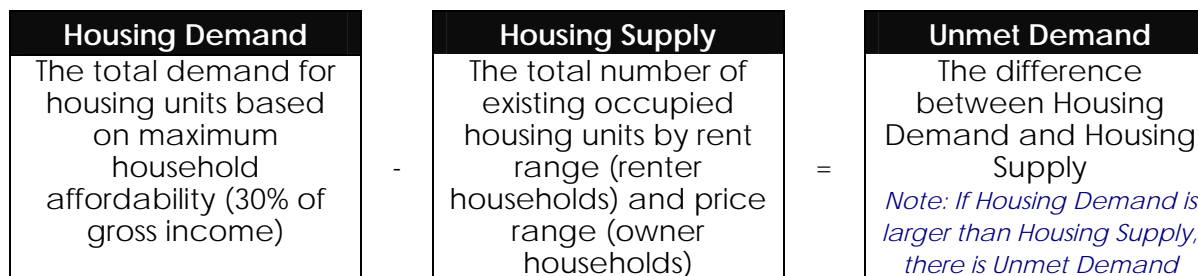 Housing Demand
The total demand for
housing units based
on maximum
household
affordability (30% of
gross income)
-
Housing Supply
The total number of
existing occupied
housing units by rent
range (renter
households) and price
range (owner
households)
=
Unmet Demand
The difference
between Housing
Demand and Housing
Supply
Note: If Housing Demand is
larger than Housing Supply,
there is Unmet Demand